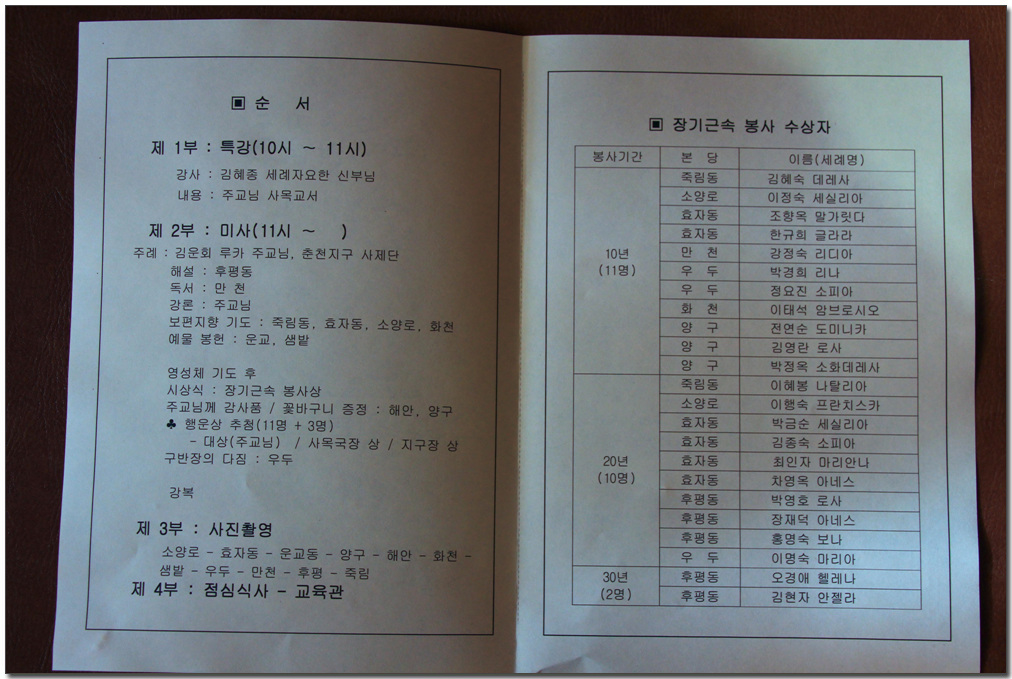 ▣ 순 서
제 1부 : 특강(10시 ~ 11시)
강사 : 김혜종 세례자요한 신부님
내용 : 주교님 사목교서
제 2부 : 미사(11시 ~ )
주례 : 김운회 루카 주교님, 춘천지구 사제단
해설 : 후평동
독서 : 만 천
강론 : 주교님
보편지향 기도 : 죽림동, 효자동, 소양로, 화천
예물 봉헌 : 운교, 샘밭
영성체 기도 후
시상식 : 장기근속 봉사상
주교님께 감사품 / 꽃바구니 증정 : 해안, 양구
♣ 행운상 추첨(11명 + 3명)
- 대상(주교님) / 사목국장 상 / 지구장 상
구반장의 다짐 : 우두
강복
제 3부 : 사진촬영
소양로 - 효자동 - 운교동 - 양구 - 해안 - 화천 -
샘밭 - 우두 - 만천 - 후평 - 죽림
제 4부 : 점심식사 - 교육관
▣ 장기근속 봉사 수상자
봉사기간 본 당 이름(세례명)
10년
(11명)
죽림동 김혜숙 데레사
소양로 이정숙 세실리아
효자동 조향옥 말가릿다
효자동 한규희 글라라
만 천 강정숙 리디아
우 두 박경희 리나
우 두 정요진 소피아
화 천 이태석 암브로시오
양 구 전연순 도미니카
양 구 김명란 로사
양 구 박정옥 소화데레사
20년
(10명)
죽림동 이혜봉 나탈리아
소양로 이행숙 프란치스카
효자동 박금순 세실리아
효자동 김종숙 소피아
효자동 최인자 마리안나
효자동 차영옥 아네스
후평동 박영호 로사
후평동 장재덕 아네스
후평동 홍명숙 보나
우 두 이명숙 마리아
30년
(2명)
후평동 오경애 헬레나
후평동 김현자 안젤라